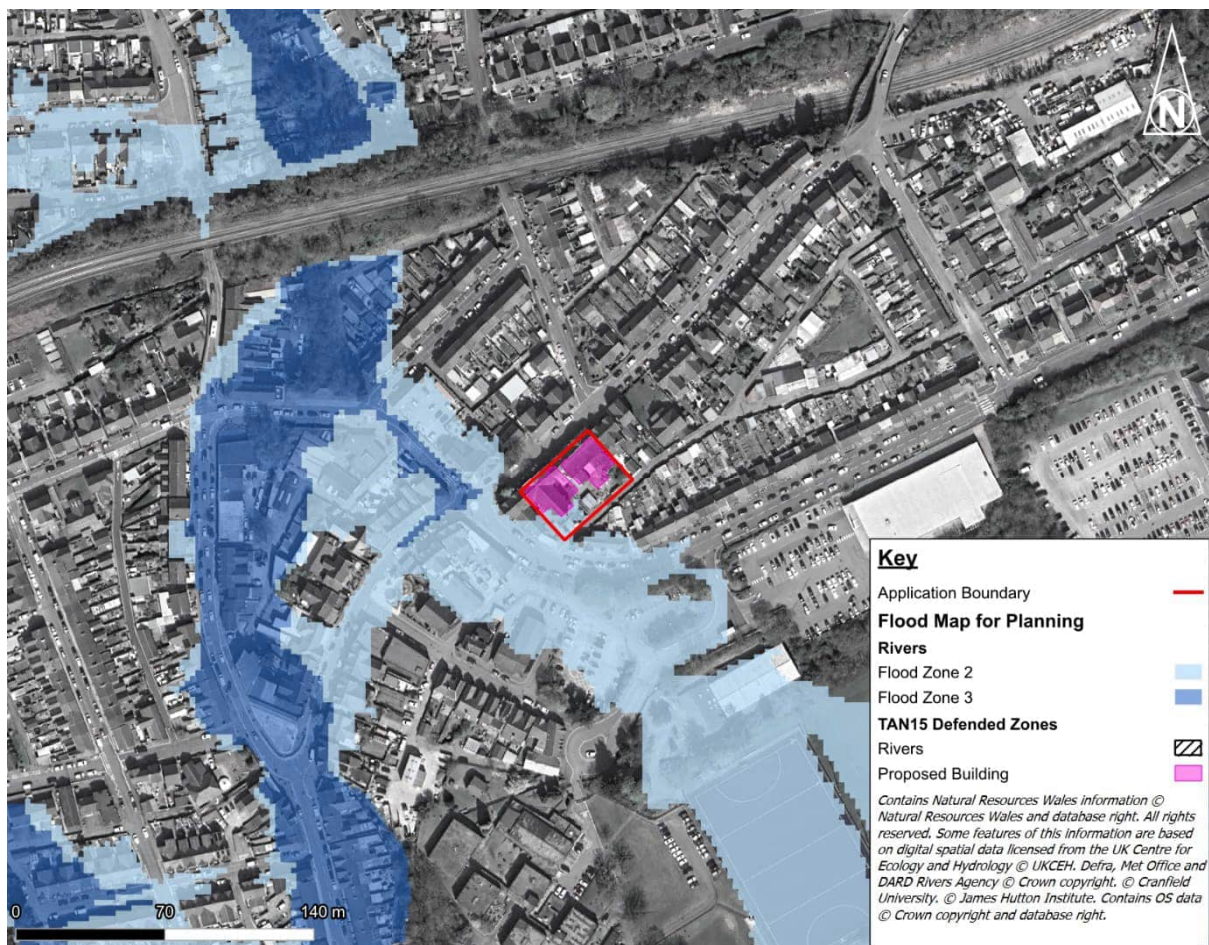 N
Key
Application Boundary
Flood Map for Planning
Rivers
Flood Zone 2
Flood Zone 3
TAN15 Defended Zones
Rivers
Proposed Building
Contains Natural Resources Wales information ©
Natural Resources Wales and database right. All rights
reserved. Some features of this information are based
on digital spatial data licensed from the UK Centre for
Ecology and Hydrology © UKCEH. Defra, Met Office and
DARD Rivers Agency © Crown copyright. © Cranfield
University. © James Hutton Institute. Contains OS data
© Crown copyright and database right.
0 70 140 m